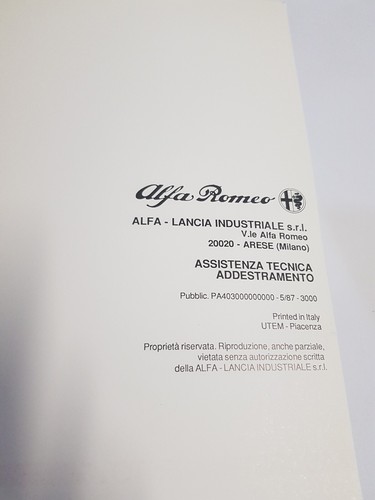 Alfa Romeo
ALFA - LANCIA INDUSTRIALE s.r.l.
V.le Alfa Romeo
20020 - ARESE (Milano)
ASSISTENZA TECNICA
ADDESTRAMENTO
Pubblic. PA403000000000 - 5/87 - 3000
Printed in Italy
UTEM - Piacenza
Proprietà riservata. Riproduzione, anche parziale,
vietata senza autorizzazione scritta
della ALFA - LANCIA INDUSTRIALE s.r.l.